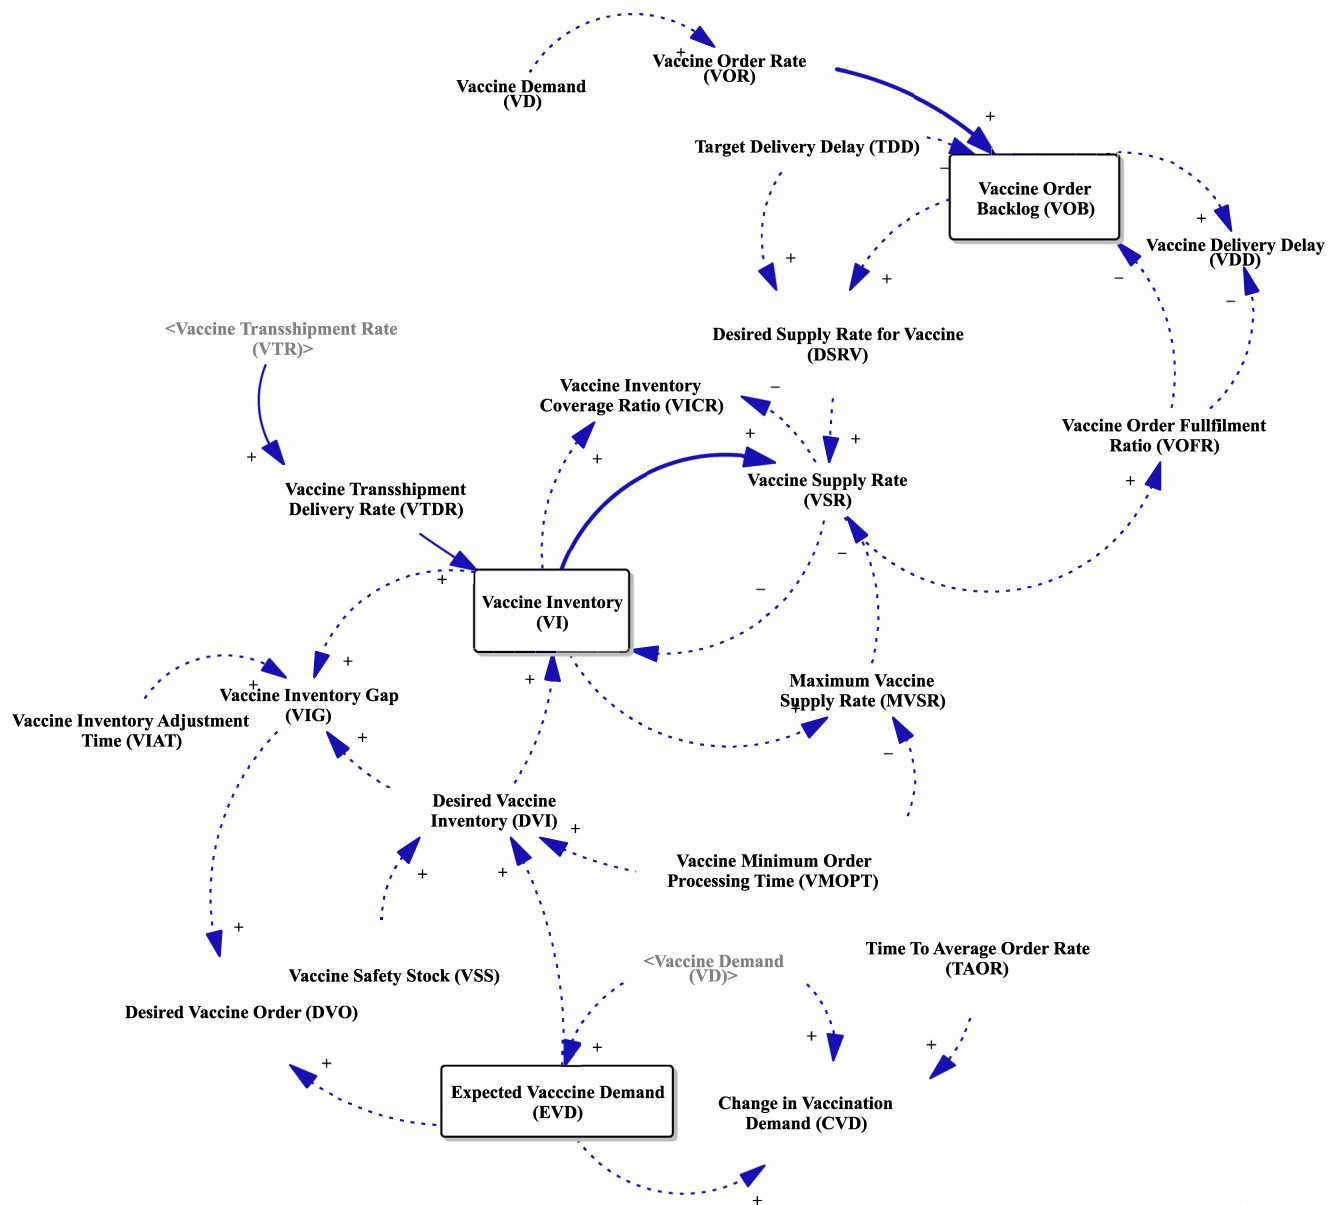 Vaccine Order Rate
(VOR)
Vaccine Demand
(VD)
+
+
Target Delivery Delay (TDD)
−
Vaccine Order
Backlog (VOB)
+
Vaccine Delivery Delay
(VDD)
+
+
−
−
<Vaccine Transshipment Rate
(VTR)>
Desired Supply Rate for Vaccine
(DSRV)
Vaccine Inventory
Coverage Ratio (VICR)
−
+
+
+
+
Vaccine Order Fullfilment
Ratio (VOFR)
+
Vaccine Transshipment
Delivery Rate (VTDR)
Vaccine Supply Rate
(VSR)
+
−
+
−
Vaccine Inventory
(VI)
+
+
+
Vaccine Inventory Gap
(VIG)
Maximum Vaccine
Supply Rate (MVSR)
+
Vaccine Inventory Adjustment
Time (VIAT)
+
−
Desired Vaccine
Inventory (DVI)
+
+
+
Vaccine Minimum Order
Processing Time (VMOPT)
+
Time To Average Order Rate
(TAOR)
<Vaccine Demand
(VD)>
Vaccine Safety Stock (VSS)
Desired Vaccine Order (DVO)
+
+
+
+
Expected Vacccine Demand
(EVD)
Change in Vaccination
Demand (CVD)
+